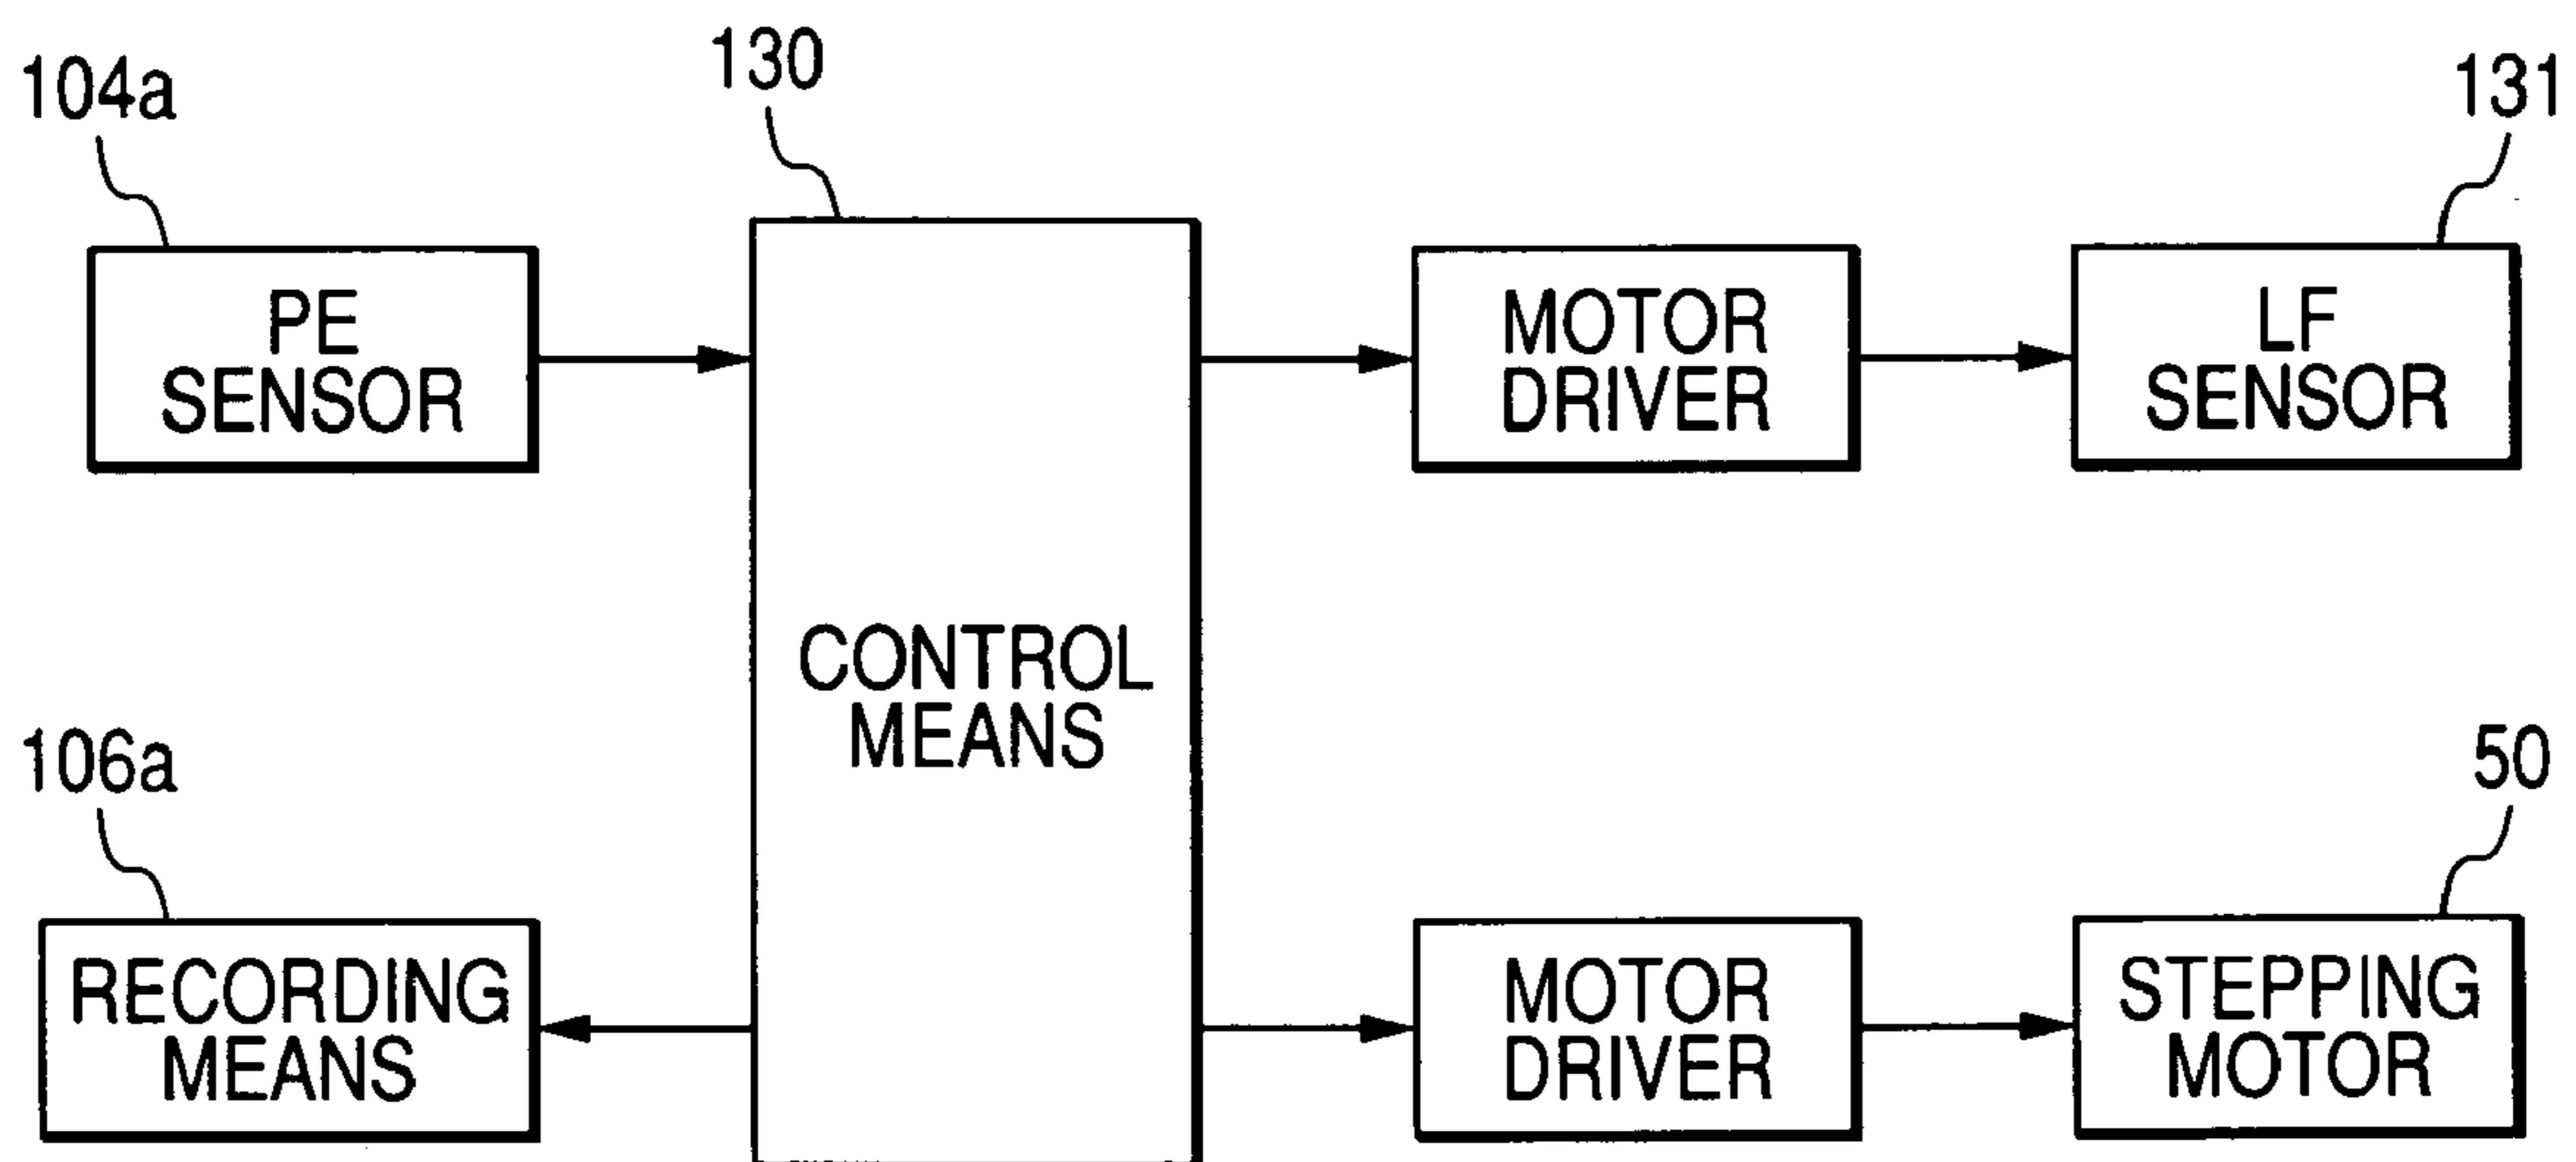 104a
130
131
PE
SENSOR
MOTOR
DRIVER
LF
SENSOR
CONTROL
MEANS
106a
50
RECORDING
MEANS
MOTOR
DRIVER
STEPPING
MOTOR